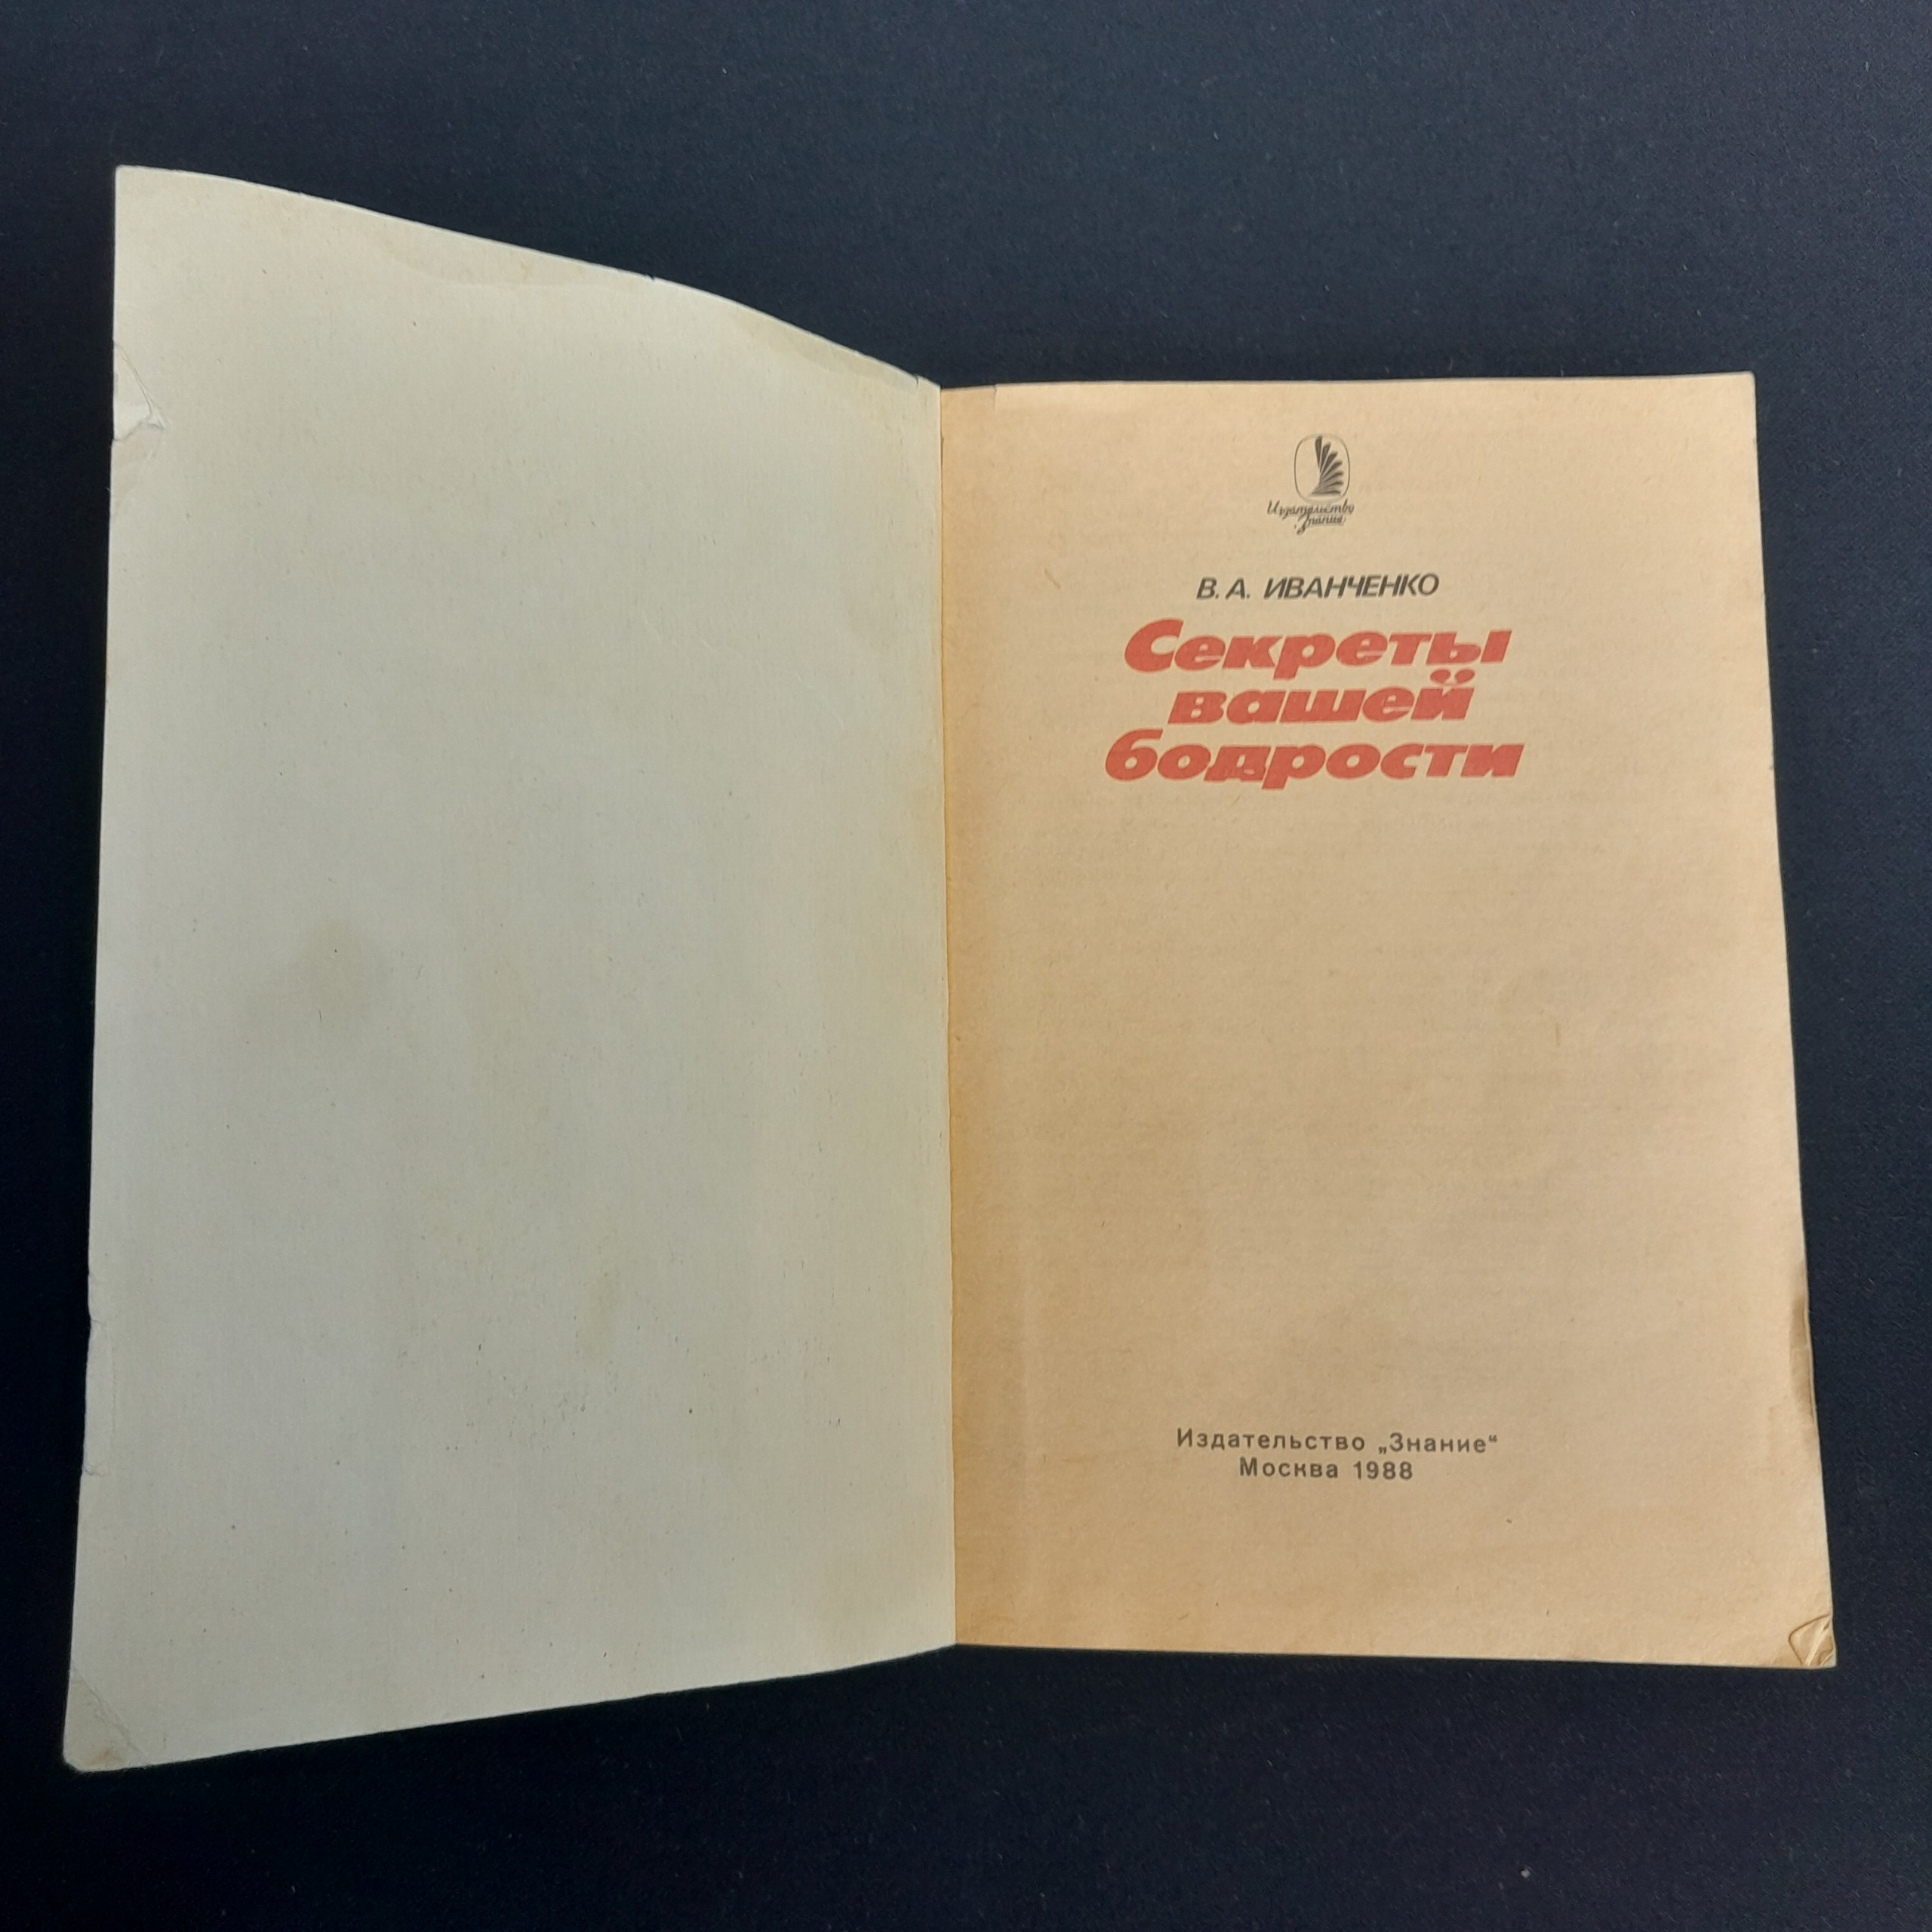 Издательство
Знание
В. А. ИВАНЧЕНКО
Секреты
вашей
бодрости
Издательство „Знание“
Москва 1988